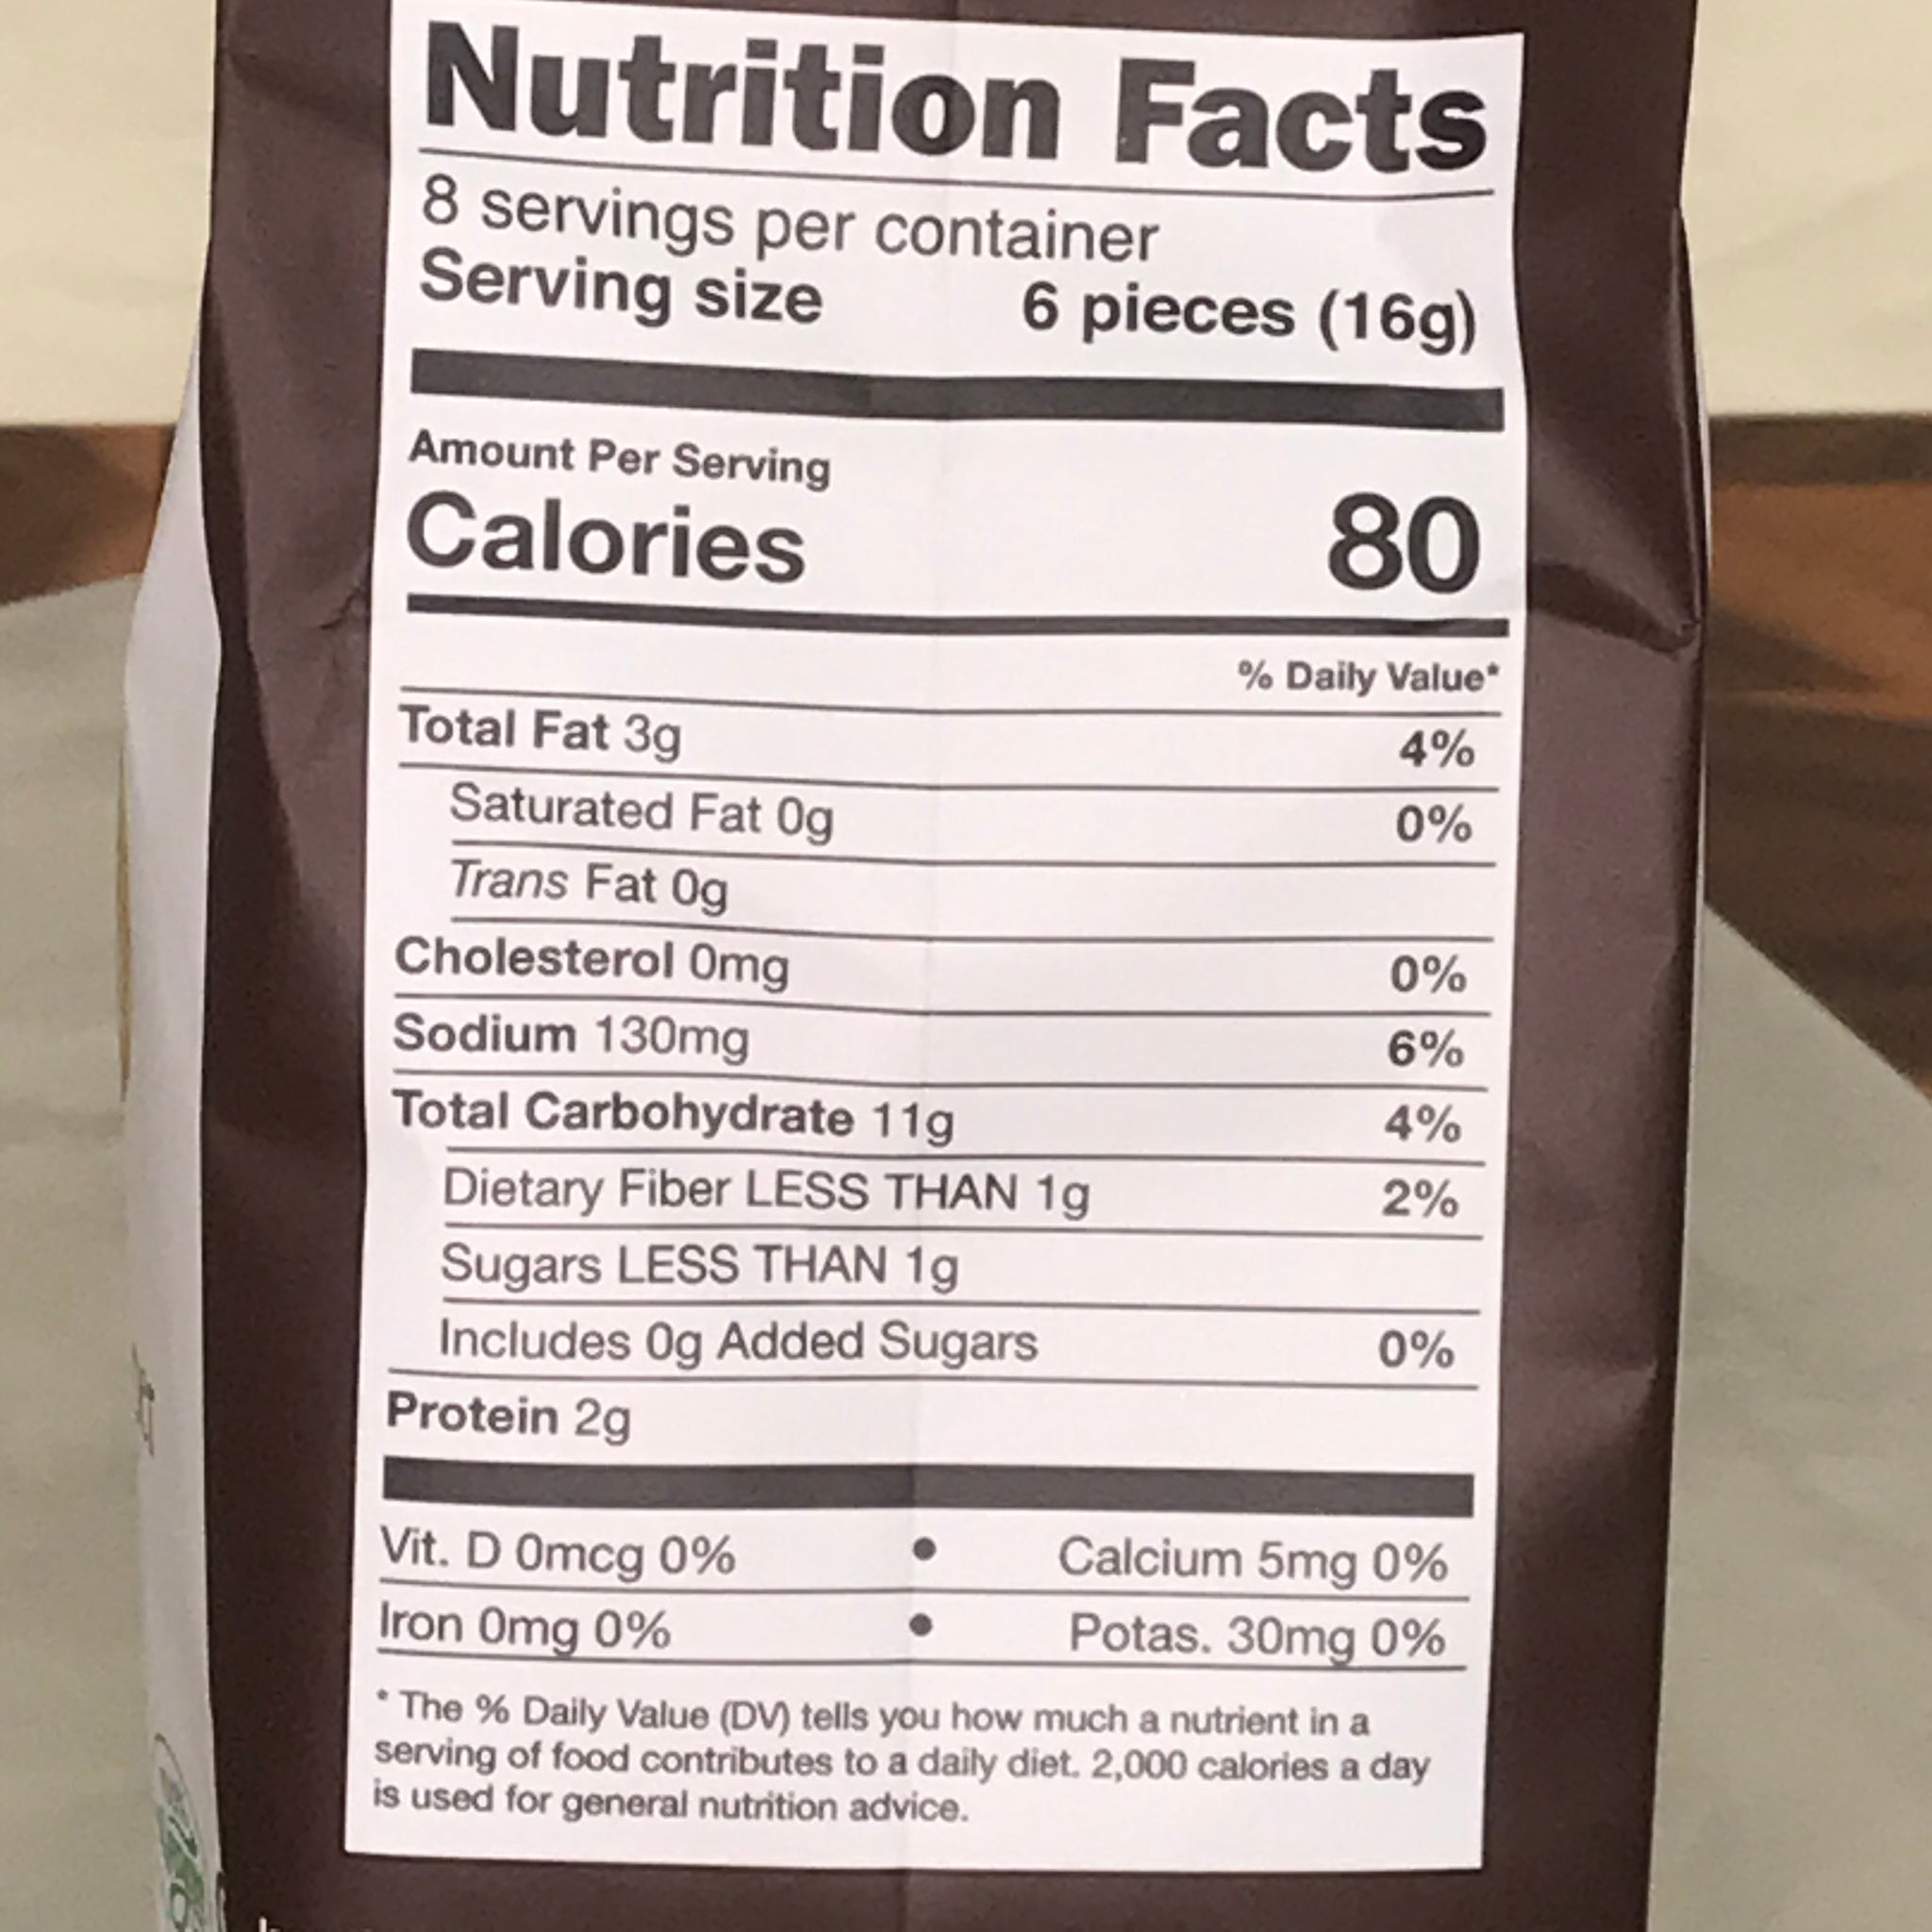 Nutrition Facts
8 servings per container
Serving size 6 pieces (16g)
Amount Per Serving
Calories 80
% Daily Value*
Total Fat 3g 4%
Saturated Fat 0g 0%
Trans Fat 0g
Cholesterol 0mg 0%
Sodium 130mg 6%
Total Carbohydrate 11g 4%
Dietary Fiber LESS THAN 1g 2%
Sugars LESS THAN 1g
Includes 0g Added Sugars 0%
Protein 2g
Vit. D 0mcg 0% • Calcium 5mg 0%
Iron 0mg 0% • Potas. 30mg 0%
* The % Daily Value (DV) tells you how much a nutrient in a
serving of food contributes to a daily diet. 2,000 calories a day
is used for general nutrition advice.